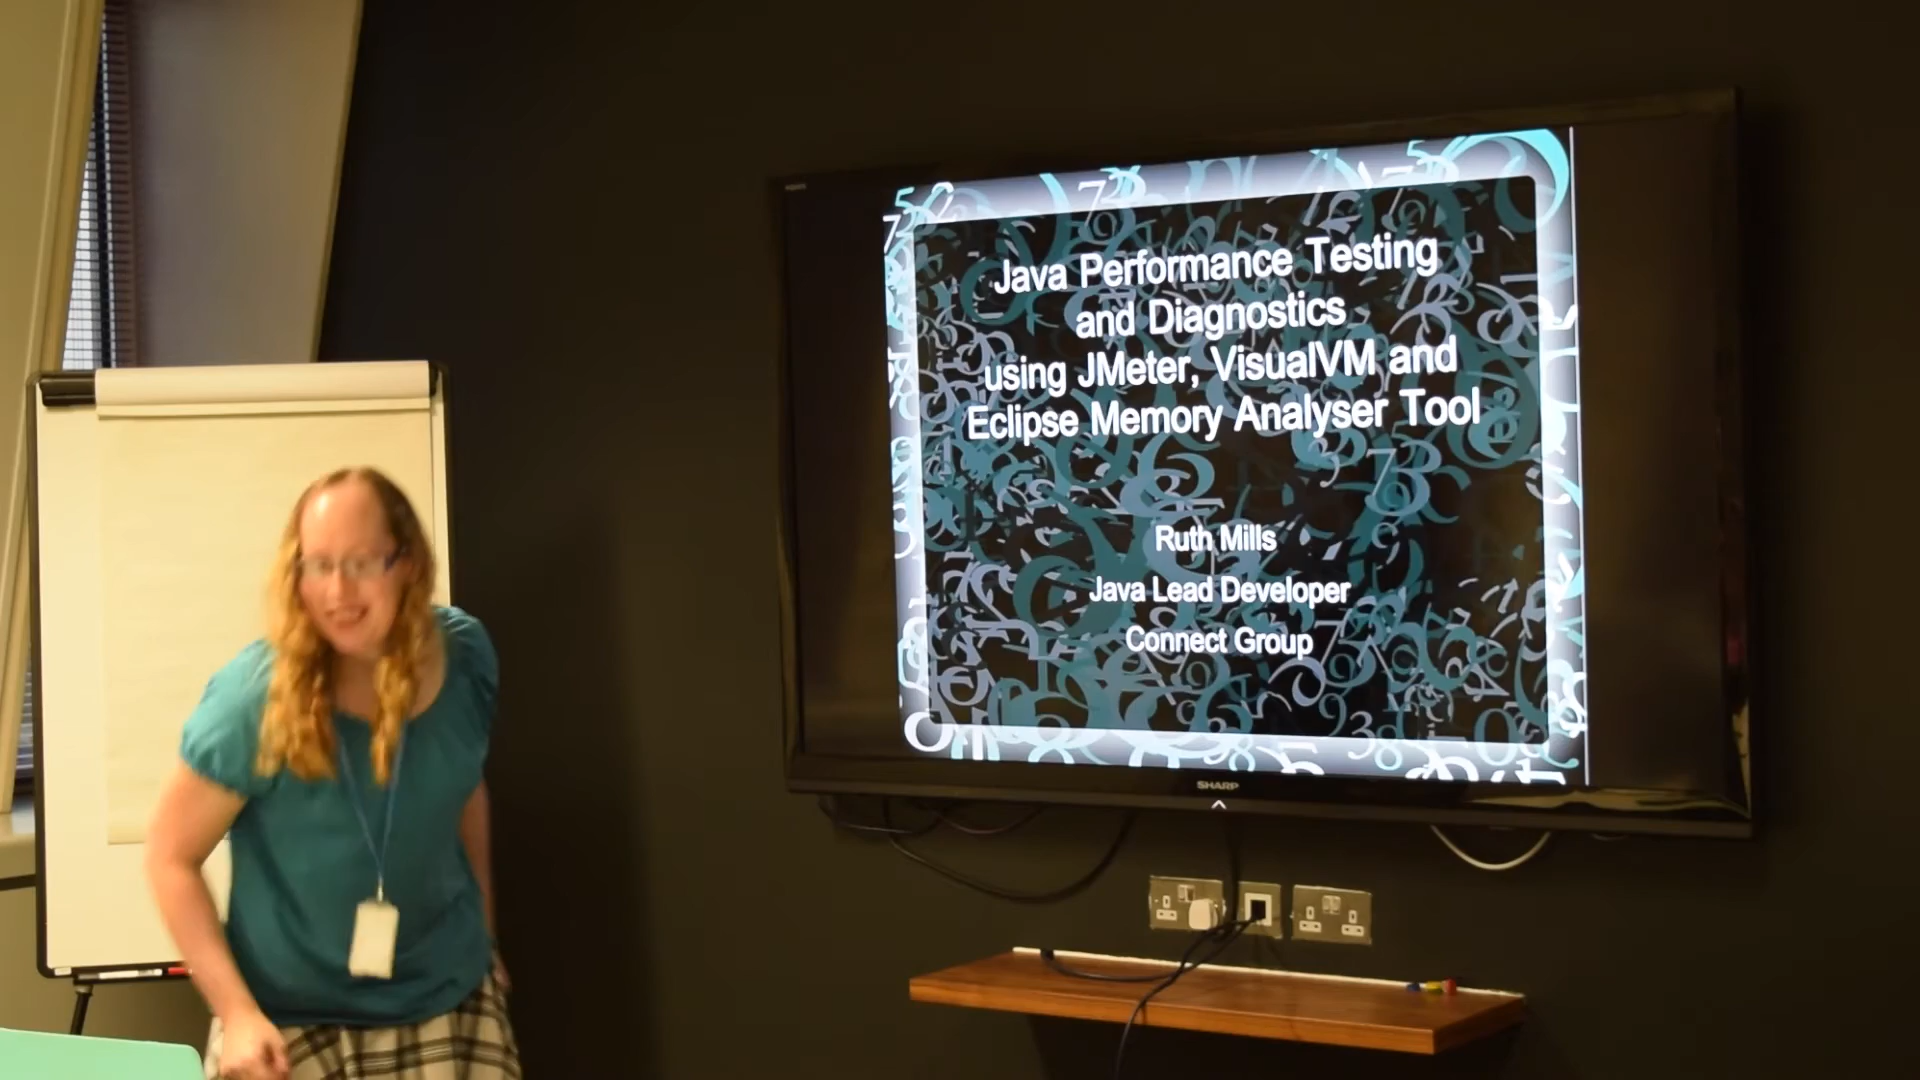 Java Performance Testing
and Diagnostics
using JMeter, VisualVM and
Eclipse Memory Analyser Tool
Ruth Mills
Java Lead Developer
Connect Group
SHARP